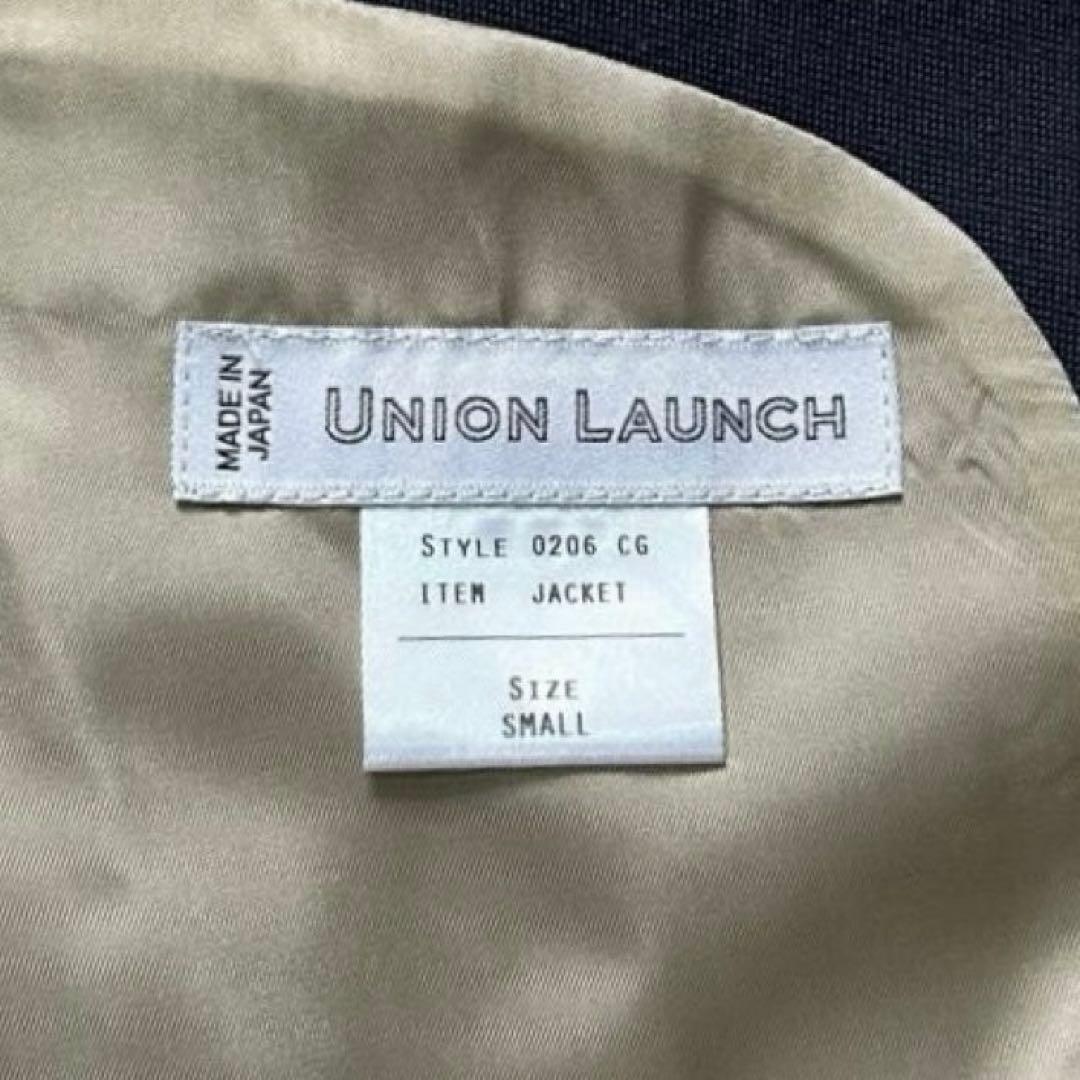 MADE IN
JAPAN
UNION LAUNCH
STYLE 0206 CG
ITEM JACKET
SIZE
SMALL